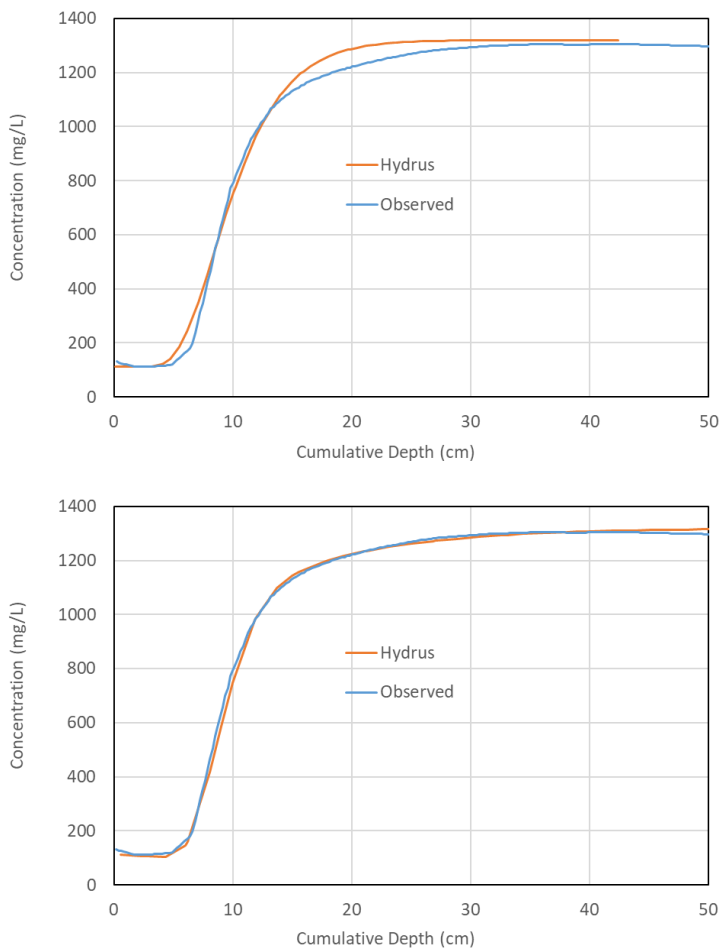 1400
1200
1000
800
600
400
200
0
Concentration (mg/L)
Hydrus
Observed
0 10 20 30 40 50
Cumulative Depth (cm)
1400
1200
1000
800
600
400
200
0
Concentration (mg/L)
Hydrus
Observed
0 10 20 30 40 50
Cumulative Depth (cm)